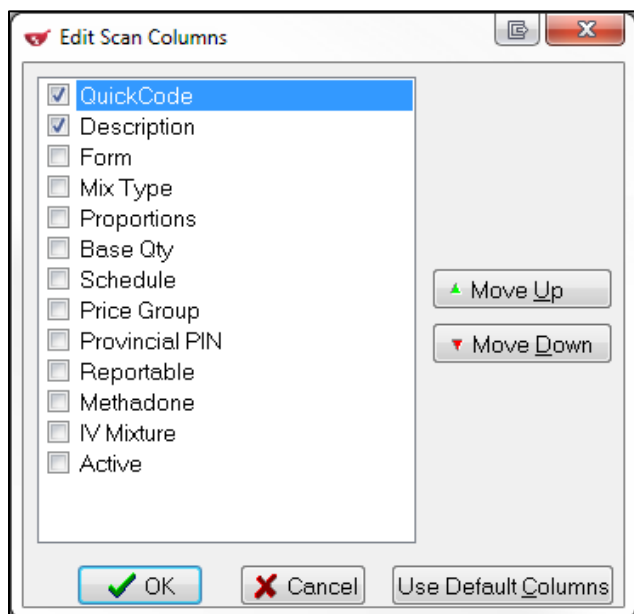 Edit Scan Columns
QuickCode
Description
Form
Mix Type
Proportions
Base Qty
Schedule
Price Group
Provincial PIN
Reportable
Methadone
IV Mixture
Active
Move Up
Move Down
OK
Cancel
Use Default Columns